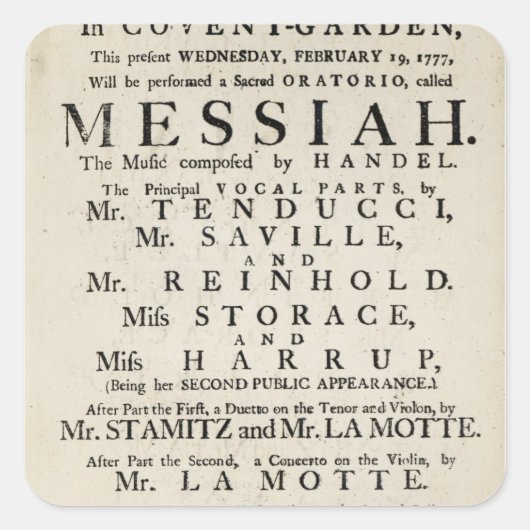 In COVENT-GARDEN,
This preſent WEDNESDAY, FEBRUARY 19, 1777,
Will be performed a Sacred ORATORIO, called
MESSIAH.
The Muſic compoſed by HANDEL.
The Principal VOCAL PARTS, by
Mr. TENDUCCI,
Mr. SAVILLE,
AND
Mr. REINHOLD.
Miſs STORACE,
AND
Miſs HARRUP,
(Being her SECOND PUBLIC APPEARANCE.)
After Part the Firſt, a Duetto on the Tenor and Violon, by
Mr. STAMITZ and Mr. LA MOTTE.
After Part the Second, a Concerto on the Violin, by
Mr. LA MOTTE.